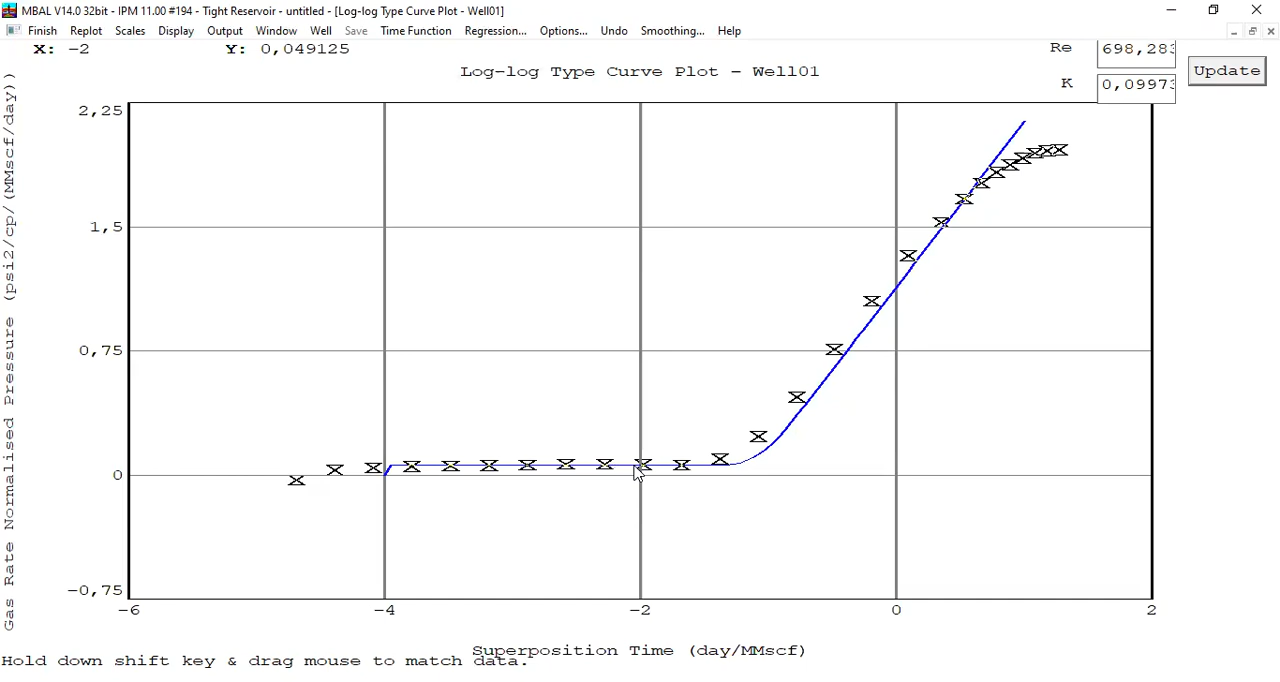 MBAL V14.0 32bit - IPM 11.00 #194 - Tight Reservoir - untitled - [Log-log Type Curve Plot - Well01]
Finish Replot Scales Display Output Window Well Save Time Function Regression... Options... Undo Smoothing... Help
X: -2 Y: 0,049125 Re 698,283
Log-log Type Curve Plot - Well01 Update
K 0,09973
2,25
1,5
0,75
0
-0,75
-6 -4 -2 0 2
Gas Rate Normalised Pressure (psi2/cp/(MMscf/day))
Superposition Time (day/MMscf)
Hold down shift key & drag mouse to match data.